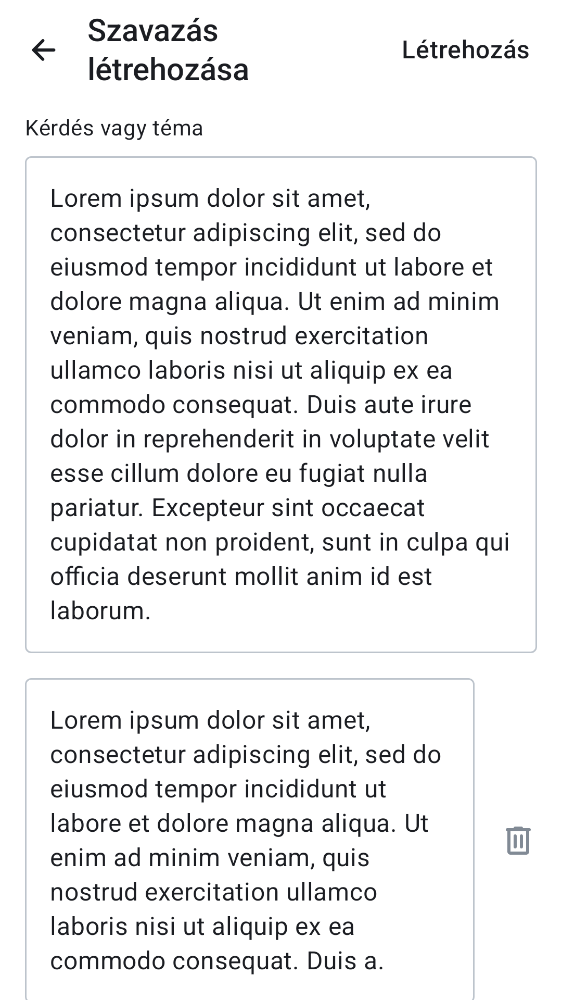 Szavazás
létrehozása
Létrehozás
Kérdés vagy téma
Lorem ipsum dolor sit amet,
consectetur adipiscing elit, sed do
eiusmod tempor incididunt ut labore et
dolore magna aliqua. Ut enim ad minim
veniam, quis nostrud exercitation
ullamco laboris nisi ut aliquip ex ea
commodo consequat. Duis aute irure
dolor in reprehenderit in voluptate velit
esse cillum dolore eu fugiat nulla
pariatur. Excepteur sint occaecat
cupidatat non proident, sunt in culpa qui
officia deserunt mollit anim id est
laborum.
Lorem ipsum dolor sit amet,
consectetur adipiscing elit, sed do
eiusmod tempor incididunt ut
labore et dolore magna aliqua. Ut
enim ad minim veniam, quis
nostrud exercitation ullamco
laboris nisi ut aliquip ex ea
commodo consequat. Duis a.